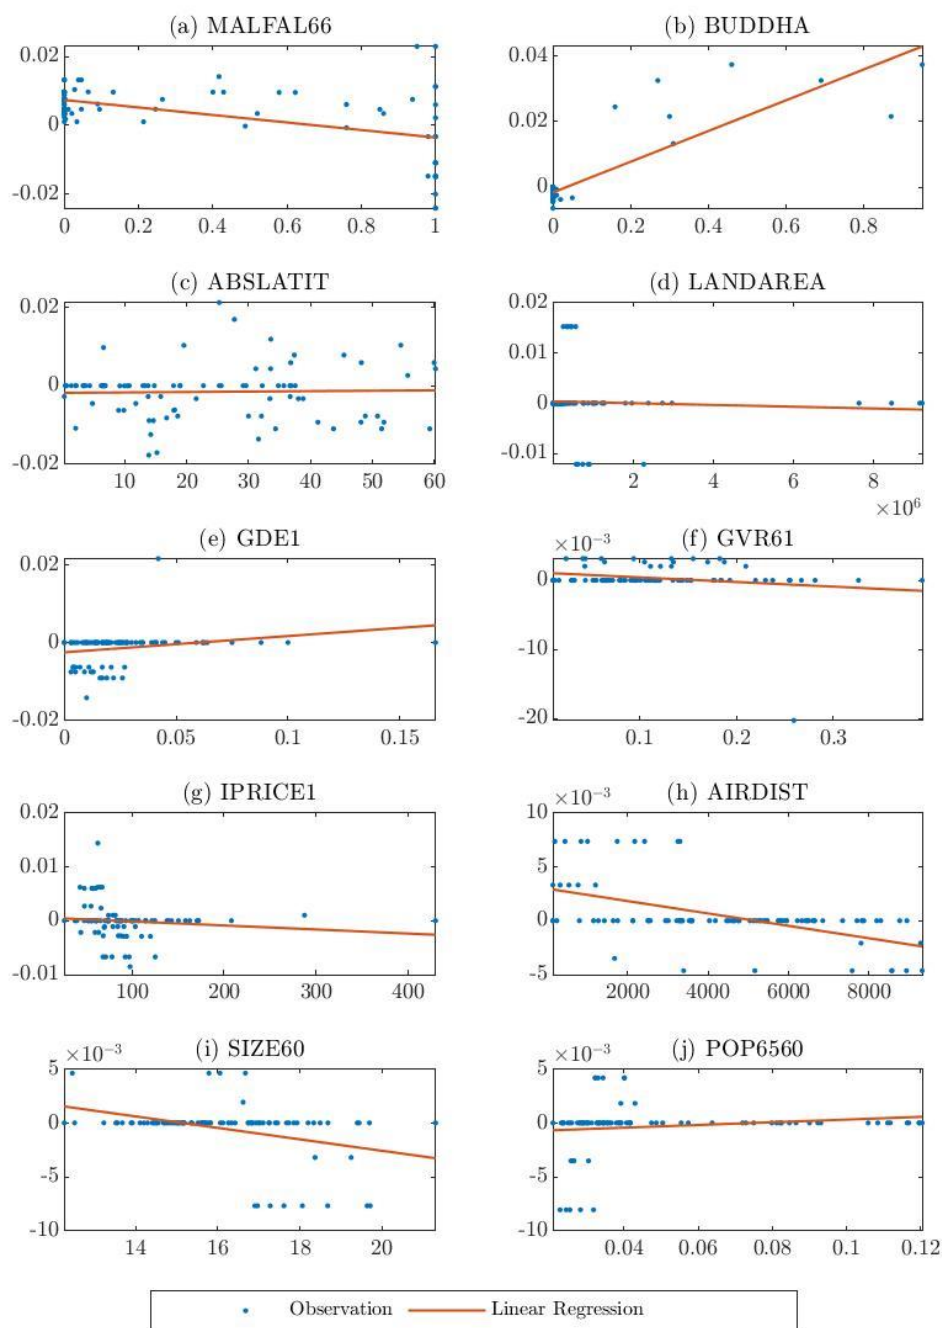 (a) MALFAL66
0.02
0
-0.02
0 0.2 0.4 0.6 0.8 1
(b) BUDDHA
0.04
0.02
0
0 0.2 0.4 0.6 0.8
(c) ABSLATIT
0.02
0
-0.02
10 20 30 40 50 60
(d) LANDAREA
0.02
0.01
0
-0.01
2 4 6 8
×10⁶
(e) GDE1
0.02
0
-0.02
0 0.05 0.1 0.15
(f) GVR61
×10⁻³
0
-10
-20
0.1 0.2 0.3
(g) IPRICE1
0.02
0.01
0
-0.01
100 200 300 400
(h) AIRDIST
×10⁻³
10
5
0
-5
2000 4000 6000 8000
(i) SIZE60
×10⁻³
5
0
-5
-10
14 16 18 20
(j) POP6560
×10⁻³
5
0
-5
-10
0.04 0.06 0.08 0.1 0.12
Observation Linear Regression